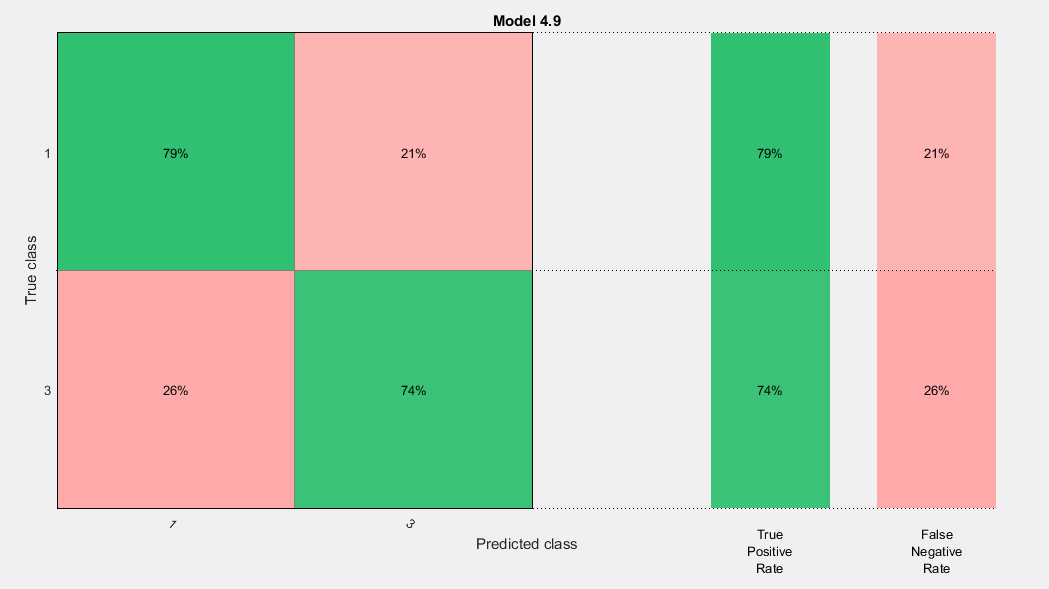 Model 4.9
1
79%
21%
79%
21%
True class
3
26%
74%
74%
26%
1
3
Predicted class
True
Positive
Rate
False
Negative
Rate